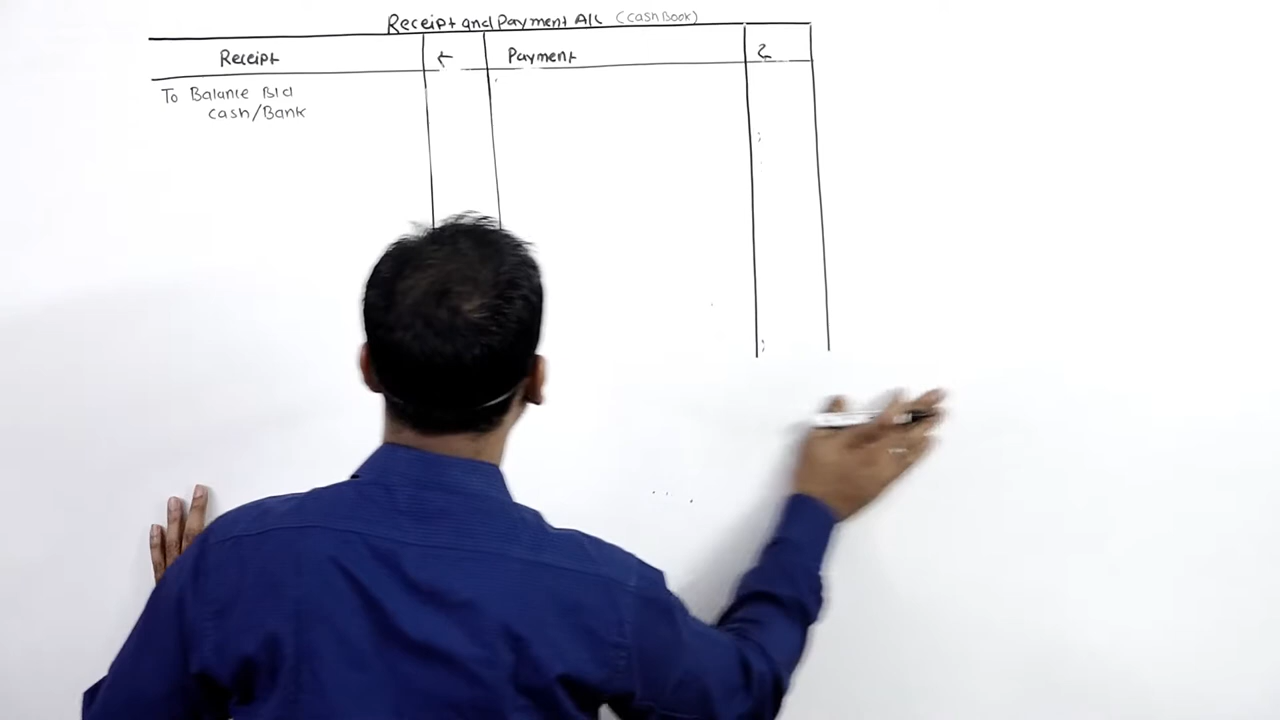 Receipt and Payment A/c (cash Book)
Receipt ₹ Payment ₹
To Balance B/d
cash/Bank